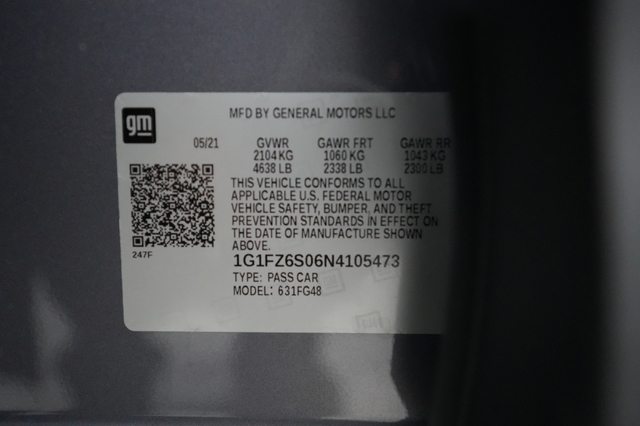 gm
MFD BY GENERAL MOTORS LLC
05/21 GVWR GAWR FRT GAWR RR
2104 KG 1060 KG 1043 KG
4638 LB 2338 LB 2300 LB
THIS VEHICLE CONFORMS TO ALL
APPLICABLE U.S. FEDERAL MOTOR
VEHICLE SAFETY, BUMPER, AND THEFT
PREVENTION STANDARDS IN EFFECT ON
THE DATE OF MANUFACTURE SHOWN
ABOVE.
247F
1G1FZ6S06N4105473
TYPE: PASS CAR
MODEL: 631FG48